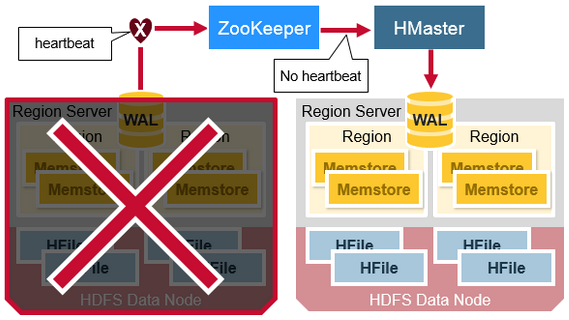 heartbeat
X
ZooKeeper
HMaster
No heartbeat
Region Server
WAL
Region
Region
Memstore
Memstore
Memstore
Memstore
HFile
HFile
HFile
HFile
HDFS Data Node
Region Server
WAL
Region
Region
Memstore
Memstore
Memstore
Memstore
HFile
HFile
HFile
HFile
HDFS Data Node